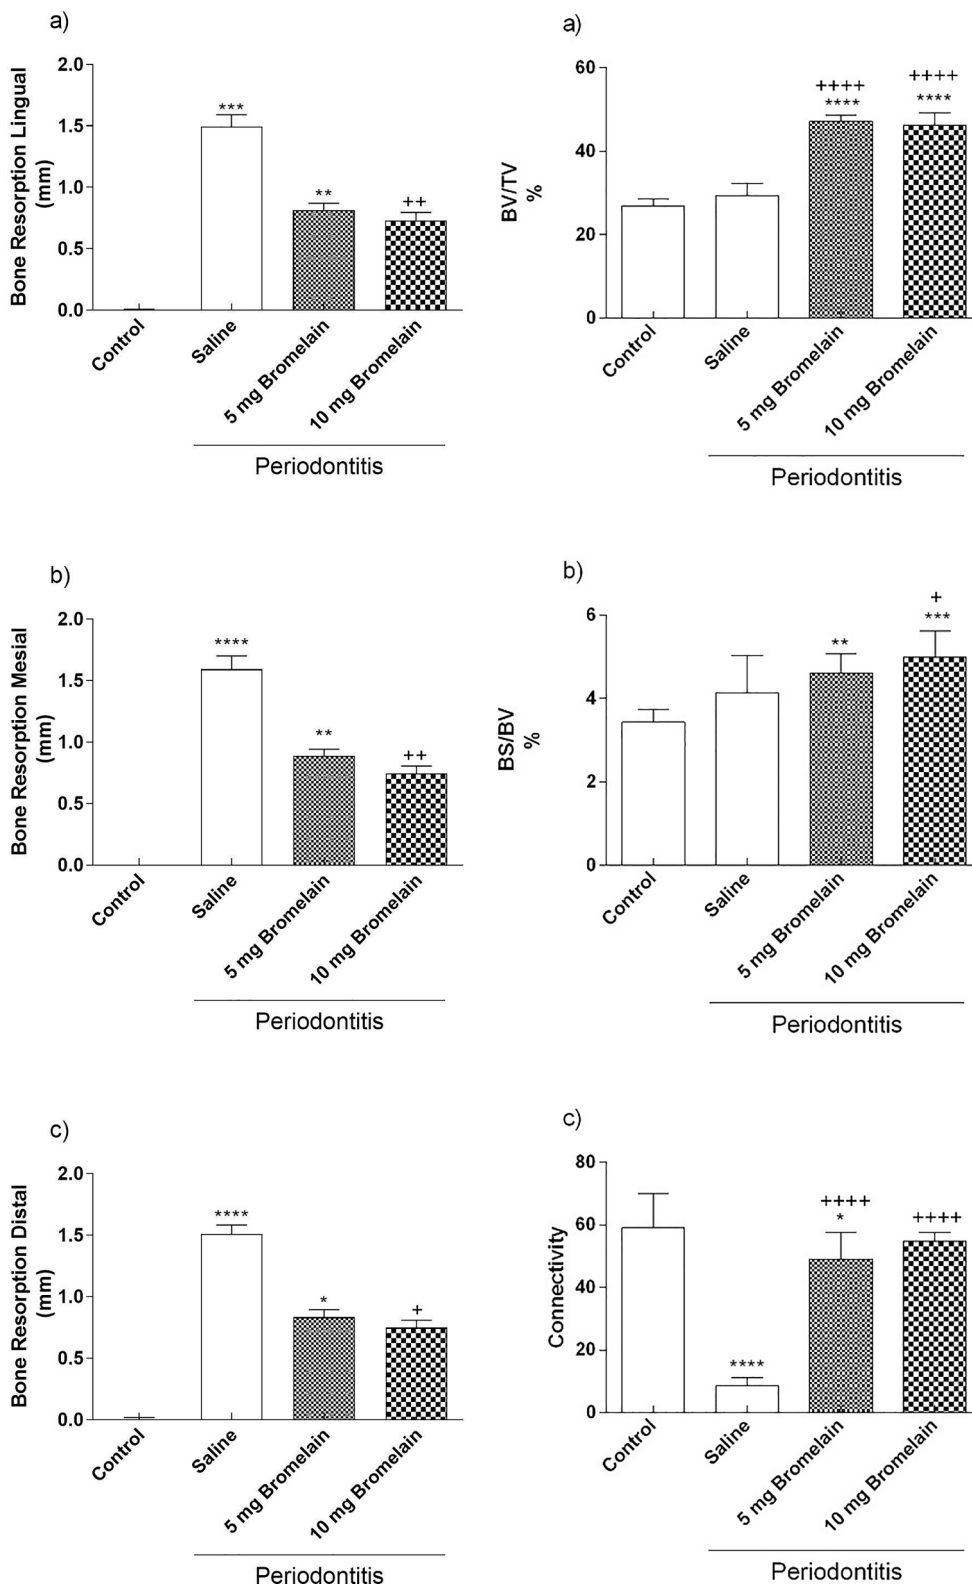 a)
Bone Resorption Lingual
(mm)
2.0
1.5
1.0
0.5
0.0
***
**
++
Control
Saline
5 mg Bromelain
10 mg Bromelain
Periodontitis
a)
BV/TV
%
60
40
20
0
++++
****
++++
****
Control
Saline
5 mg Bromelain
10 mg Bromelain
Periodontitis
b)
Bone Resorption Mesial
(mm)
2.0
1.5
1.0
0.5
0.0
****
**
++
Control
Saline
5 mg Bromelain
10 mg Bromelain
Periodontitis
b)
BS/BV
%
6
4
2
0
**
+
***
Control
Saline
5 mg Bromelain
10 mg Bromelain
Periodontitis
c)
Bone Resorption Distal
(mm)
2.0
1.5
1.0
0.5
0.0
****
*
+
Control
Saline
5 mg Bromelain
10 mg Bromelain
Periodontitis
c)
Connectivity
80
60
40
20
0
****
++++
*
++++
Control
Saline
5 mg Bromelain
10 mg Bromelain
Periodontitis